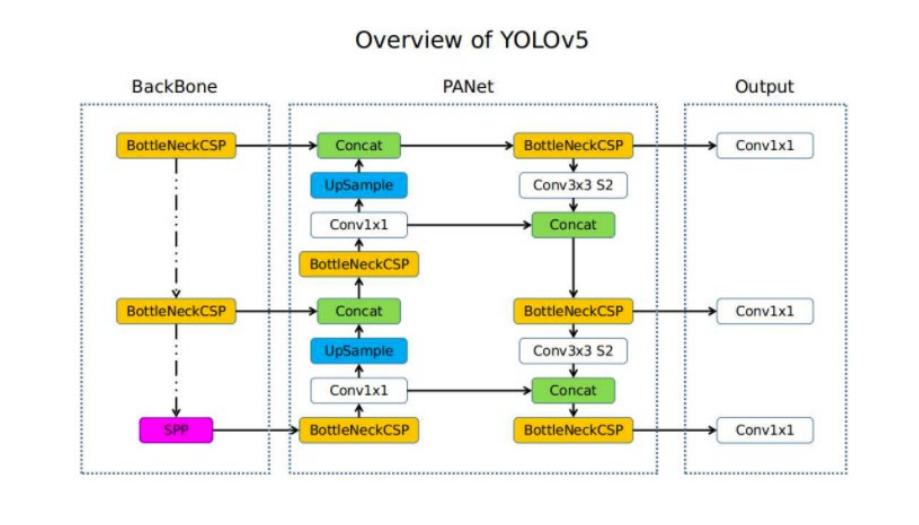 Overview of YOLOv5
BackBone
PANet
Output
BottleNeckCSP
Concat
BottleNeckCSP
Conv1x1
UpSample
Conv3x3 S2
Conv1x1
Concat
BottleNeckCSP
BottleNeckCSP
Concat
BottleNeckCSP
Conv1x1
UpSample
Conv3x3 S2
Conv1x1
Concat
SPP
BottleNeckCSP
BottleNeckCSP
Conv1x1